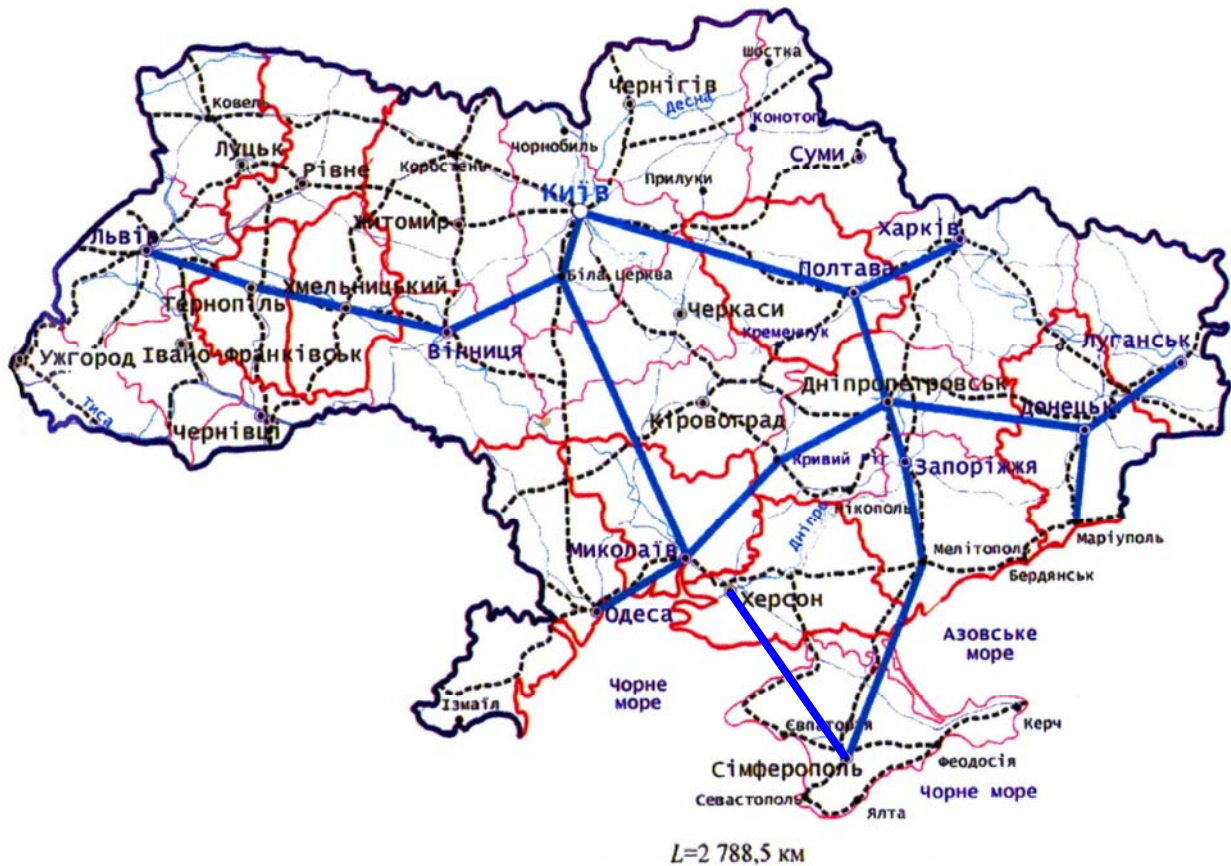 Шостка
Чернігів
Десна
Ковель
Конотоп
Чорнобиль
Луцьк
Коростень
Суми
Рівне
Прилуки
Київ
Житомир
Львів
Харків
Полтава
Біла Церква
Хмельницький
Тернопіль
Черкаси
Кременчук
Вінниця
Луганськ
Ужгород
Івано-Франківськ
Дніпропетровськ
Тиса
Донецьк
Чернівці
Кіровоград
Кривий Ріг
Запоріжжя
Нікополь
Дніпро
Маріуполь
Миколаїв
Мелітополь
Бердянськ
Херсон
Одеса
Азовське
море
Чорне
море
Ізмаїл
Євпаторія
Керч
Сімферополь
Феодосія
Чорне море
Севастополь
Ялта
L=2 788,5 км